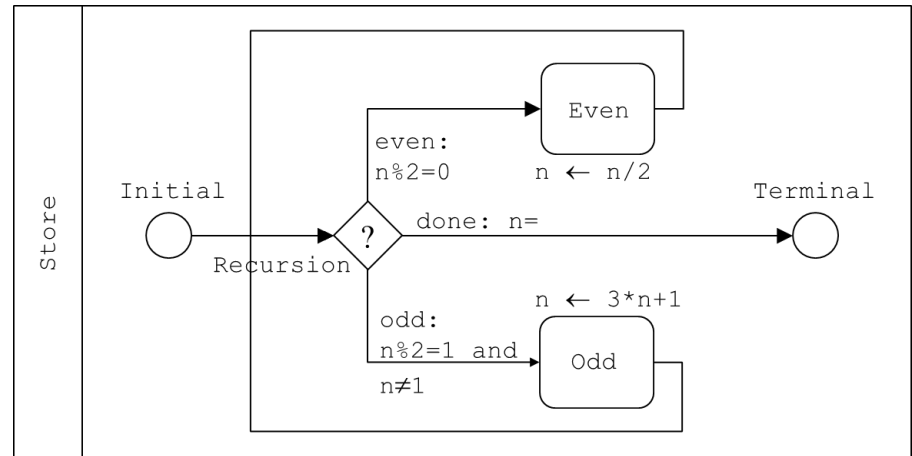 Store
Initial
Recursion
?
even:
n%2=0
Even
n ← n/2
done: n=
Terminal
odd:
n%2=1 and
n≠1
n ← 3*n+1
Odd